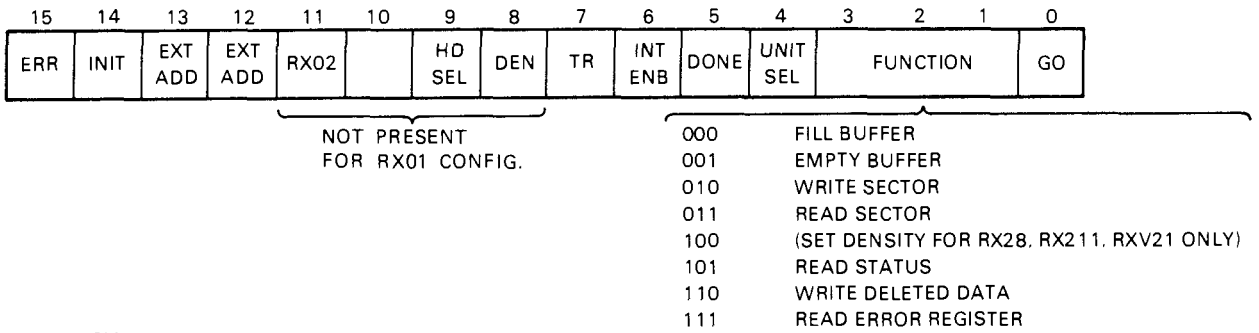 15 14 13 12 11 10 9 8 7 6 5 4 3 2 1 0
ERR INIT EXT ADD EXT ADD RX02 HD SEL DEN TR INT ENB DONE UNIT SEL FUNCTION GO
NOT PRESENT
FOR RX01 CONFIG.
000 FILL BUFFER
001 EMPTY BUFFER
010 WRITE SECTOR
011 READ SECTOR
100 (SET DENSITY FOR RX28, RX211, RXV21 ONLY)
101 READ STATUS
110 WRITE DELETED DATA
111 READ ERROR REGISTER